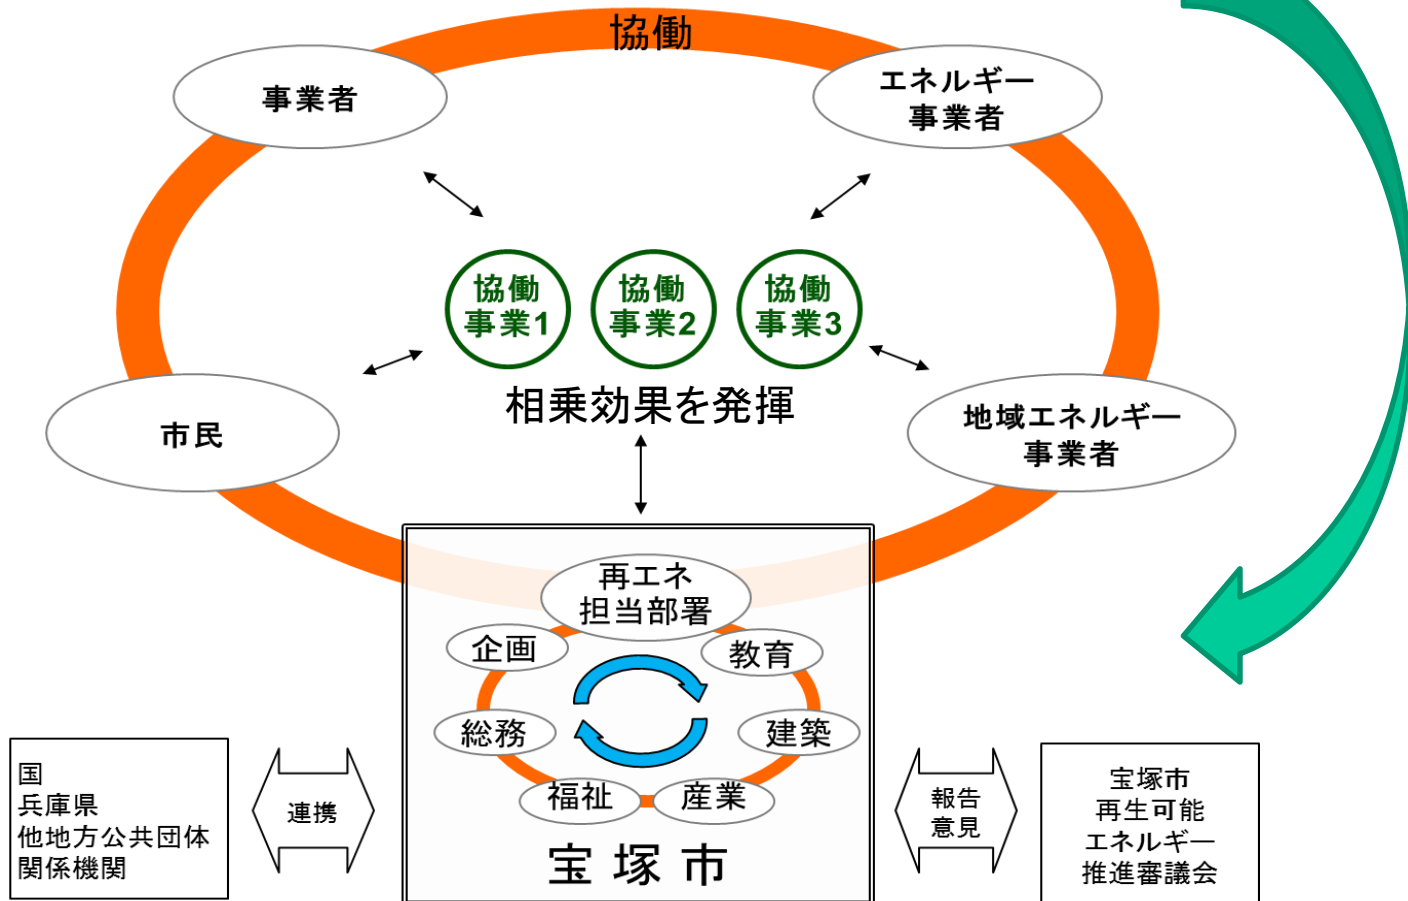 協働
事業者
エネルギー
事業者
協働
事業1
協働
事業2
協働
事業3
相乗効果を発揮
市民
地域エネルギー
事業者
再エネ
担当部署
企画
教育
総務
建築
福祉
産業
宝塚市
国
兵庫県
他地方公共団体
関係機関
連携
報告
意見
宝塚市
再生可能
エネルギー
推進審議会